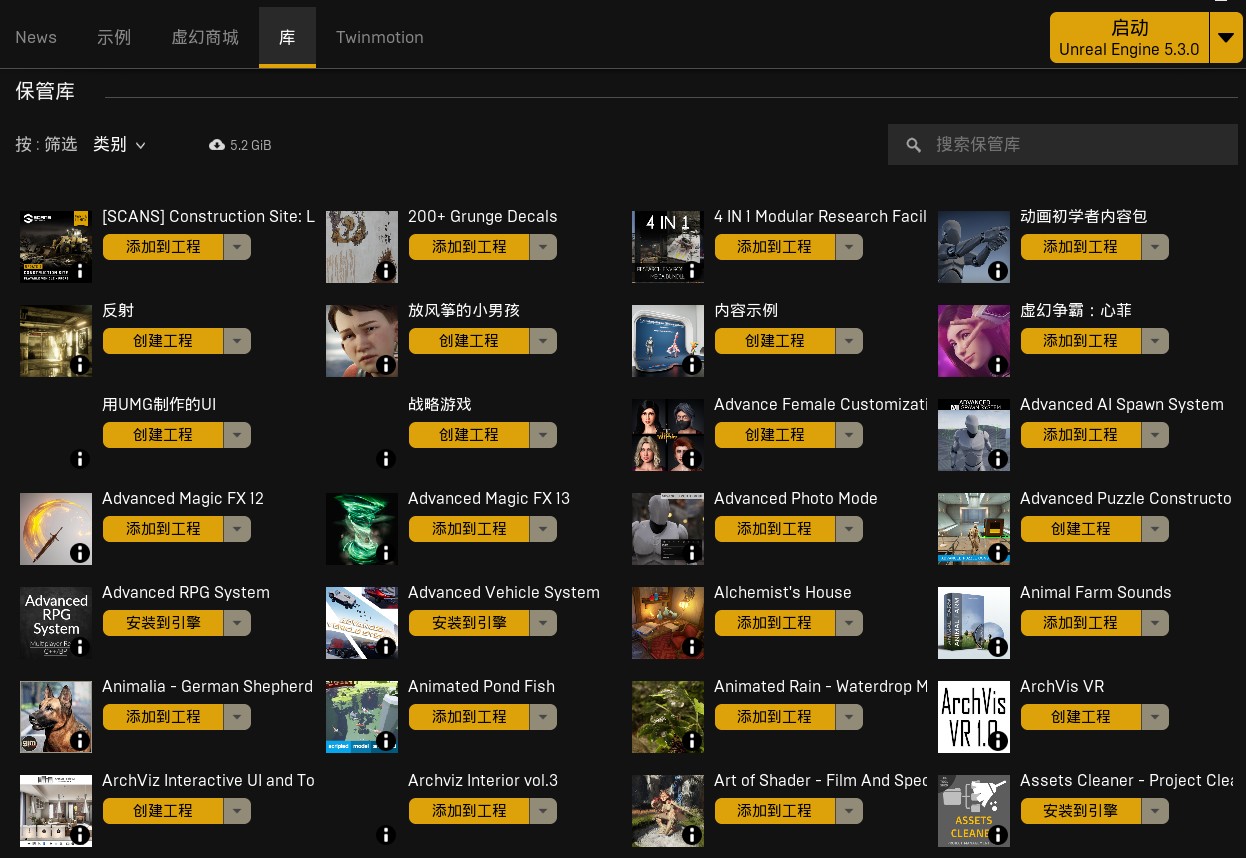 News 示例 虚幻商城 库 Twinmotion
启动
Unreal Engine 5.3.0
保管库
按 : 筛选 类别 5.2 GiB 搜索保管库
[SCANS] Construction Site: L 200+ Grunge Decals 4 IN 1 Modular Research Facil 动画初学者内容包
4 IN 1
添加到工程 添加到工程 添加到工程 添加到工程
反射 放风筝的小男孩 内容示例 虚幻争霸：心菲
创建工程 创建工程 创建工程 添加到工程
用UMG制作的UI 战略游戏 Advance Female Customizati Advanced AI Spawn System
创建工程 创建工程 创建工程 添加到工程
Advanced Magic FX 12 Advanced Magic FX 13 Advanced Photo Mode Advanced Puzzle Constructo
添加到工程 添加到工程 添加到工程 创建工程
Advanced RPG System Advanced Vehicle System Alchemist's House Animal Farm Sounds
Advanced
RPG
System
安装到引擎 安装到引擎 添加到工程 添加到工程
Animalia - German Shepherd Animated Pond Fish Animated Rain - Waterdrop M ArchVis VR
ArchVis
VR 1.0
添加到工程 添加到工程 添加到工程 创建工程
ArchViz Interactive UI and To Archviz Interior vol.3 Art of Shader - Film And Spec Assets Cleaner - Project Clea
创建工程 添加到工程 添加到工程 安装到引擎
ASSETS
CLEANE